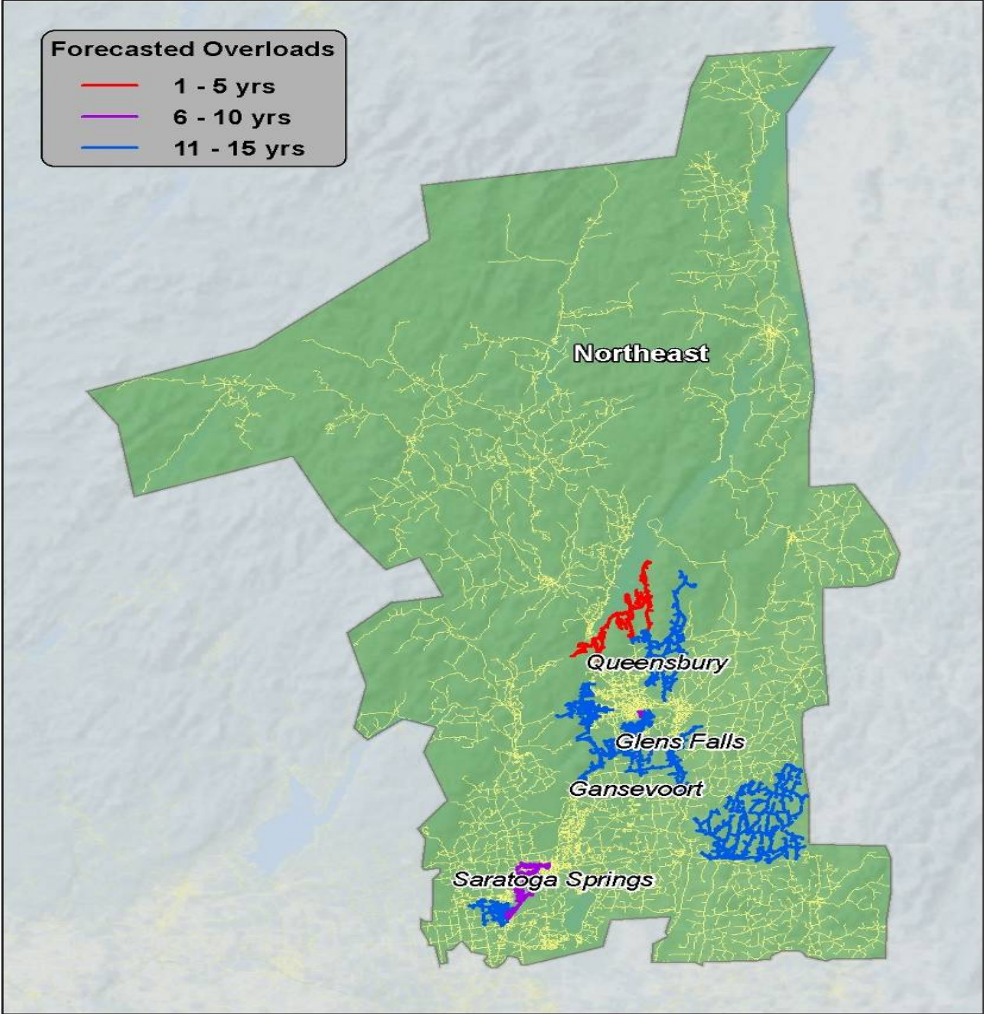 Forecasted Overloads
1 - 5 yrs
6 - 10 yrs
11 - 15 yrs
Northeast
Queensbury
Glens Falls
Gansevoort
Saratoga Springs